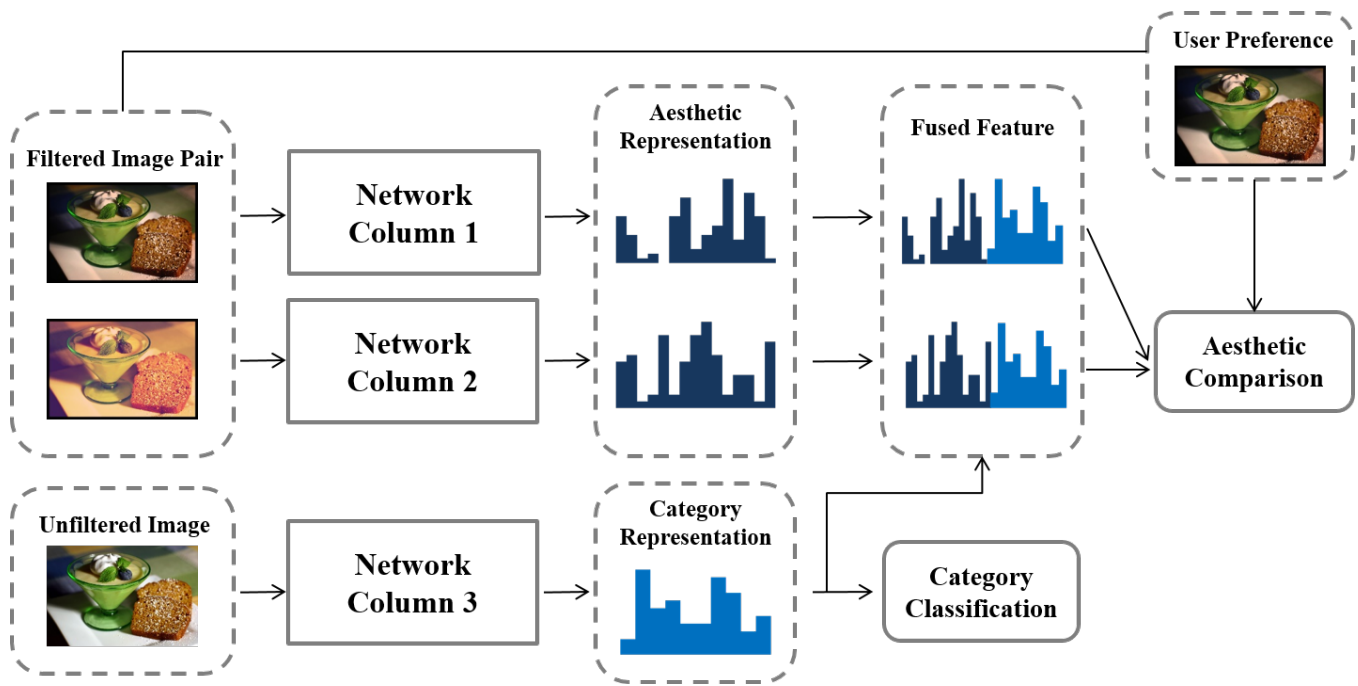 User Preference
Aesthetic
Representation
Fused Feature
Filtered Image Pair
Network
Column 1
Network
Column 2
Aesthetic
Comparison
Unfiltered Image
Network
Column 3
Category
Representation
Category
Classification